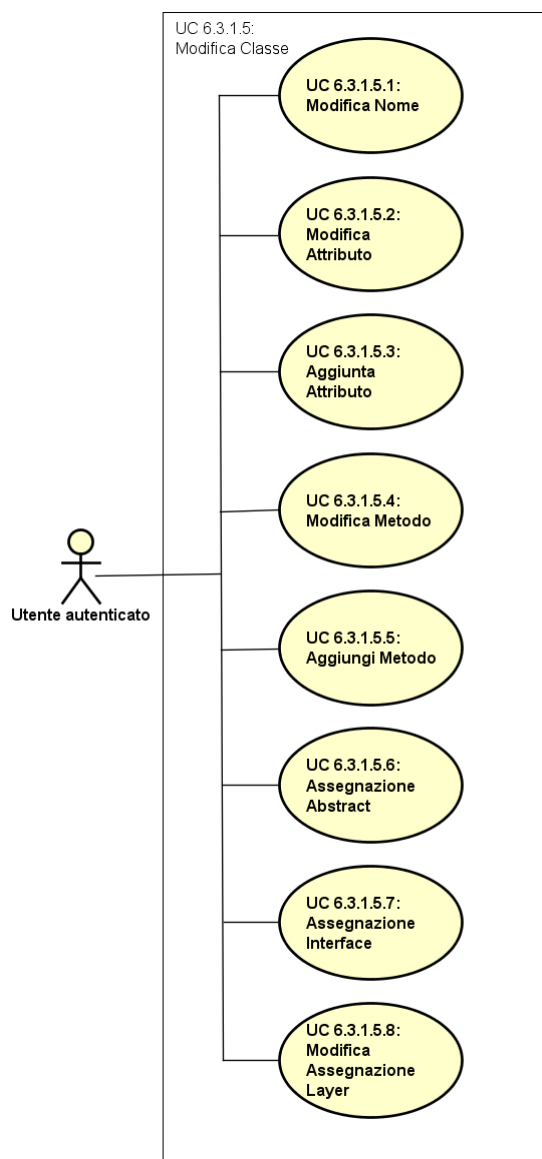 UC 6.3.1.5:
Modifica Classe
UC 6.3.1.5.1:
Modifica Nome
UC 6.3.1.5.2:
Modifica
Attributo
UC 6.3.1.5.3:
Aggiunta
Attributo
UC 6.3.1.5.4:
Modifica Metodo
Utente autenticato
UC 6.3.1.5.5:
Aggiungi Metodo
UC 6.3.1.5.6:
Assegnazione
Abstract
UC 6.3.1.5.7:
Assegnazione
Interface
UC 6.3.1.5.8:
Modifica
Assegnazione
Layer